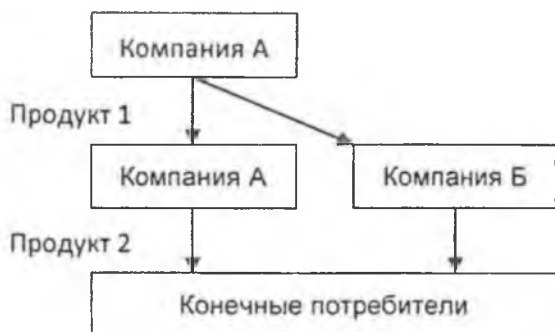 Компания А
Продукт 1
Компания А
Компания Б
Продукт 2
Конечные потребители